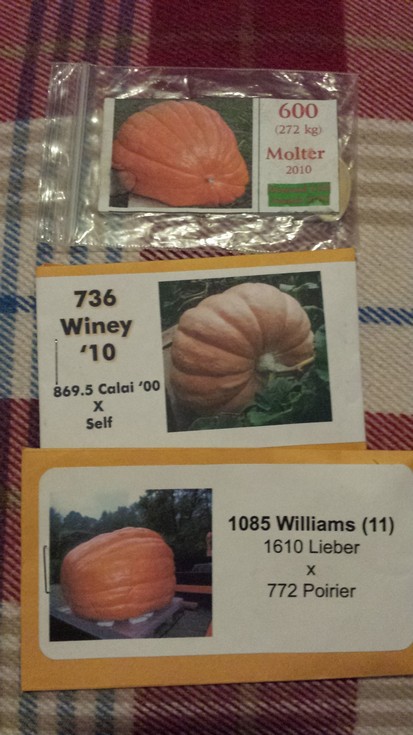 600
(272 kg)
Molter
2010
736
Winey
‘10
869.5 Calai ‘00
X
Self
1085 Williams (11)
1610 Lieber
x
772 Poirier